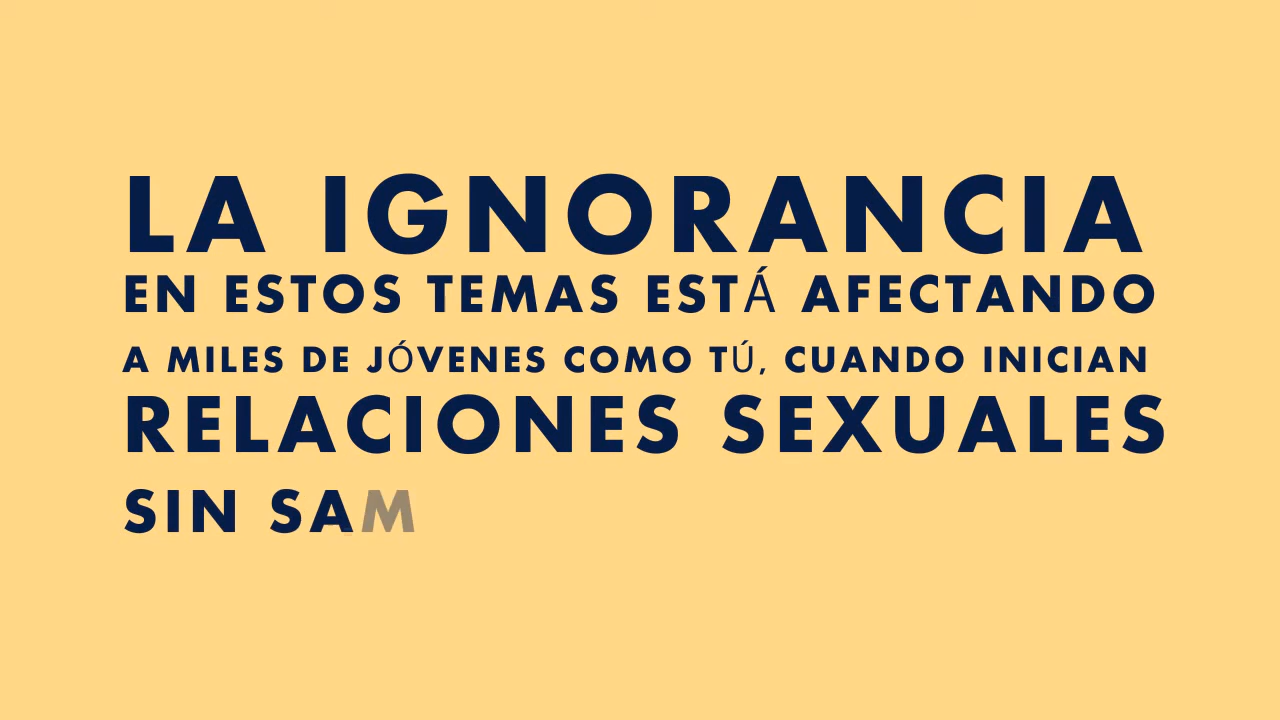 LA IGNORANCIA
EN ESTOS TEMAS ESTÁ AFECTANDO
A MILES DE JÓVENES COMO TÚ, CUANDO INICIAN
RELACIONES SEXUALES
SIN SAM